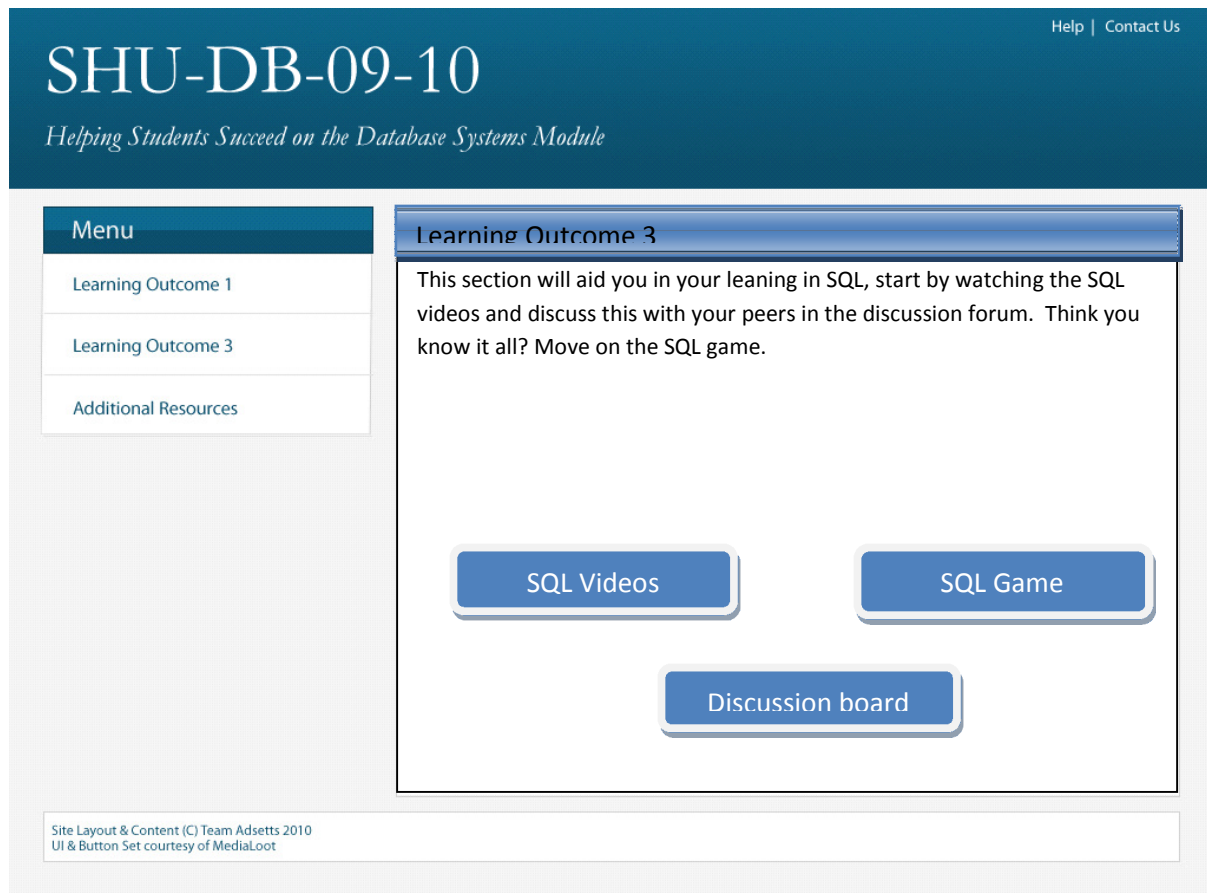 Help | Contact Us
SHU-DB-09-10
Helping Students Succeed on the Database Systems Module
Menu
Learning Outcome 1
Learning Outcome 3
Additional Resources
Learning Outcome 3
This section will aid you in your leaning in SQL, start by watching the SQL
videos and discuss this with your peers in the discussion forum.  Think you
know it all? Move on the SQL game.
SQL Videos
SQL Game
Discussion board
Site Layout & Content (C) Team Adsetts 2010
UI & Button Set courtesy of MediaLoot